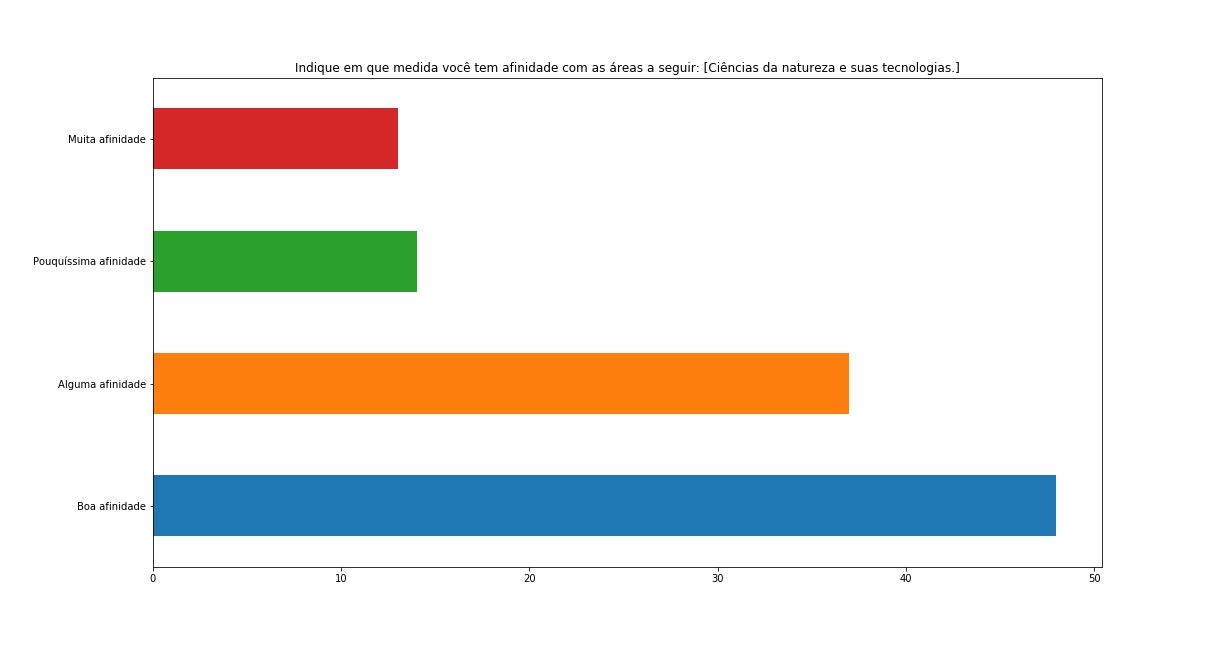 Indique em que medida você tem afinidade com as áreas a seguir: [Ciências da natureza e suas tecnologias.]
Muita afinidade
Pouquíssima afinidade
Alguma afinidade
Boa afinidade
0 10 20 30 40 50